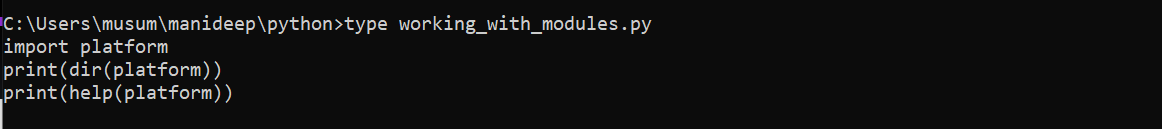 C:\Users\musum\manideep\python>type working_with_modules.py
import platform
print(dir(platform))
print(help(platform))